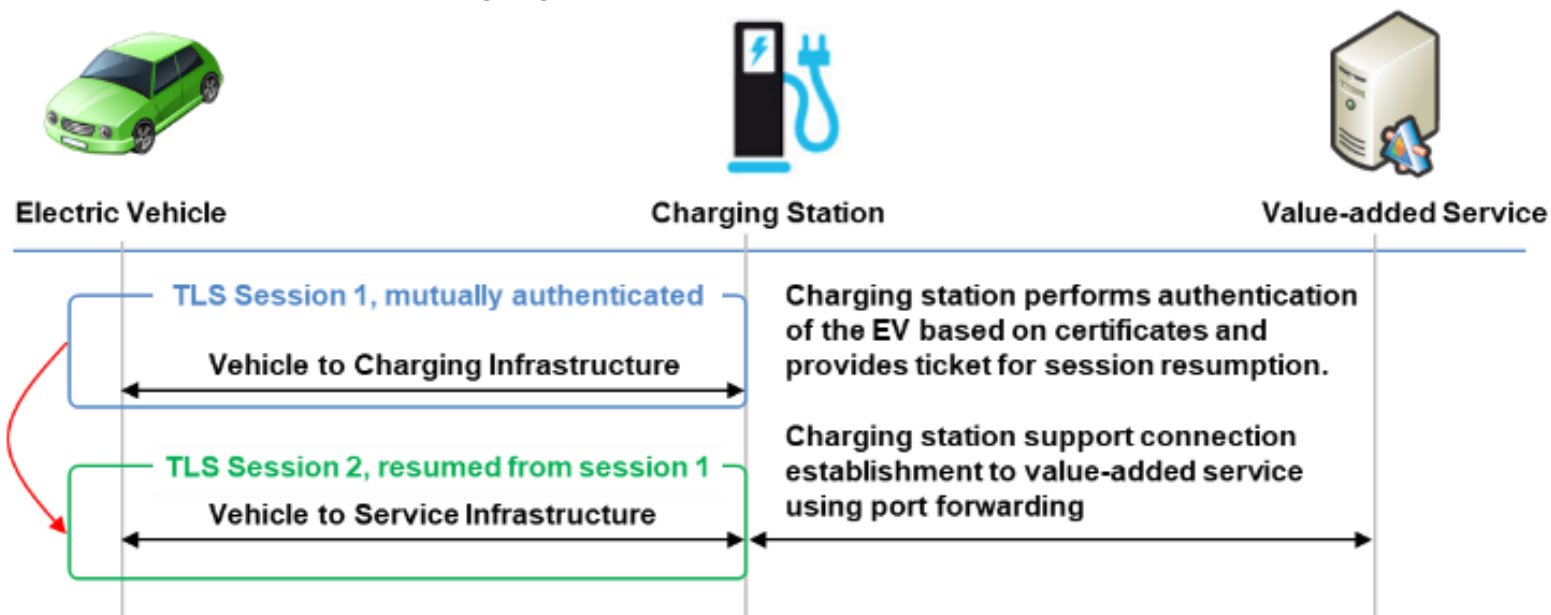 Electric Vehicle
Charging Station
Value-added Service
TLS Session 1, mutually authenticated
Vehicle to Charging Infrastructure
Charging station performs authentication
of the EV based on certificates and
provides ticket for session resumption.
TLS Session 2, resumed from session 1
Vehicle to Service Infrastructure
Charging station support connection
establishment to value-added service
using port forwarding